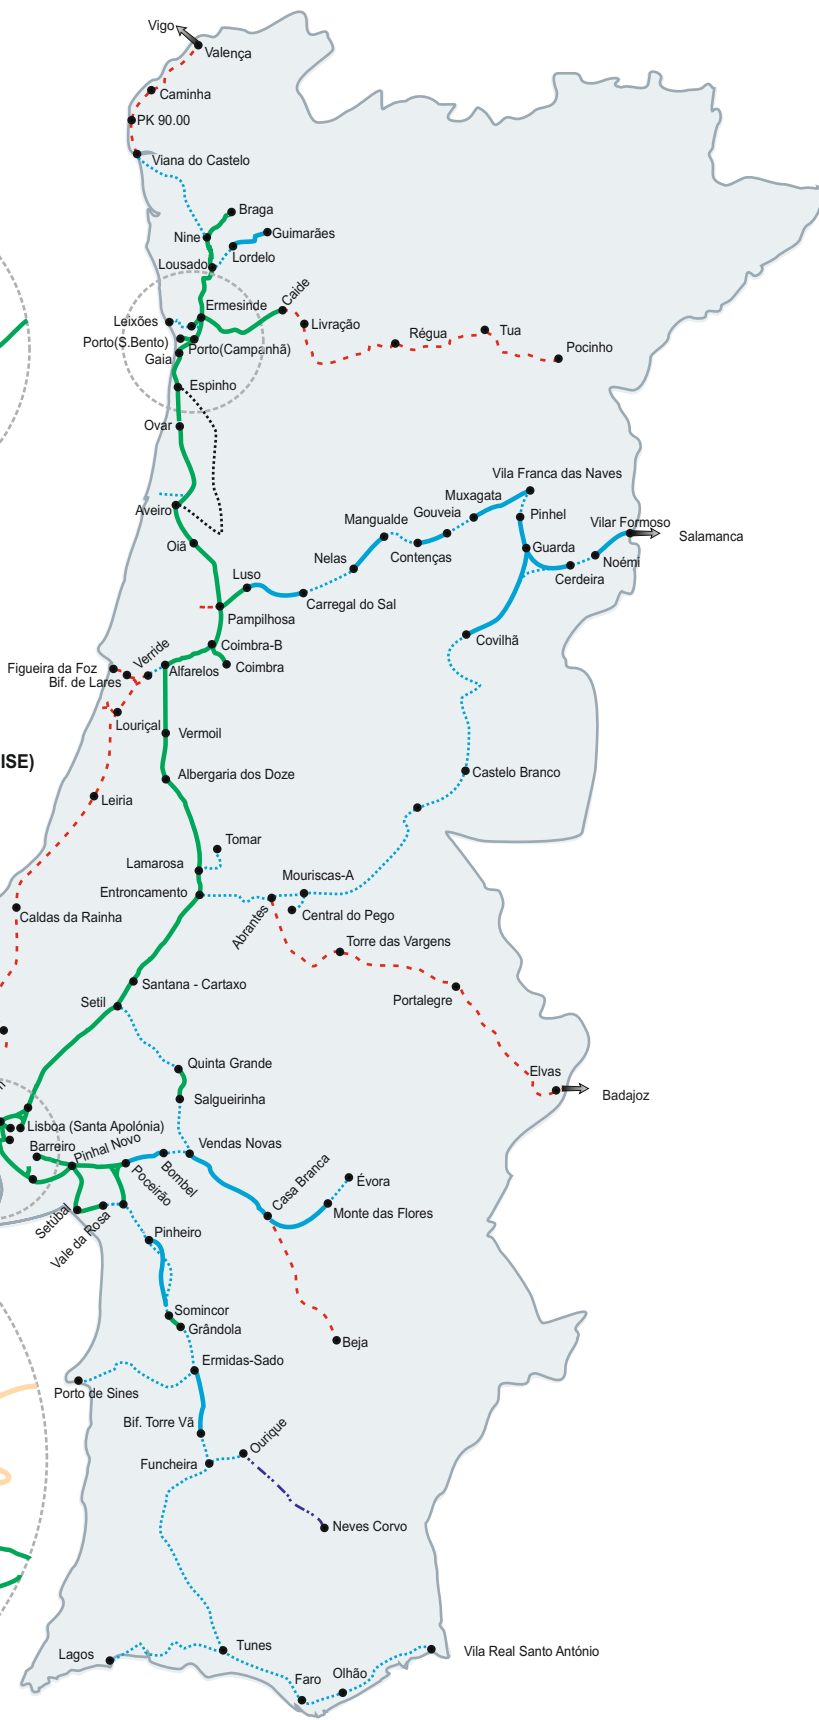 Vigo
Valença
Caminha
PK 90.00
Viana do Castelo
Braga
Nine
Guimarães
Lordelo
Lousado
Caide
Ermesinde
Leixões
Livração
Régua
Tua
Porto(S.Bento)
Porto(Campanhã)
Pocinho
Gaia
Espinho
Ovar
Vila Franca das Naves
Muxagata
Aveiro
Gouveia
Pinhel
Mangualde
Vilar Formoso
Salamanca
Oiã
Contenças
Guarda
Nelas
Noémi
Cerdeira
Luso
Carregal do Sal
Pampilhosa
Covilhã
Coimbra-B
Verride
Figueira da Foz
Alfarelos
Coimbra
Bif. de Lares
Louriçal
Vermoil
ISE)
Albergaria dos Doze
Castelo Branco
Leiria
Tomar
Lamarosa
Mouriscas-A
Entroncamento
Caldas da Rainha
Abrantes
Central do Pego
Torre das Vargens
Santana - Cartaxo
Setil
Portalegre
Quinta Grande
Elvas
Badajoz
Salgueirinha
Lisboa (Santa Apolónia)
Barreiro
Pinhal Novo
Vendas Novas
Bombel
Poceirão
Casa Branca
Évora
Monte das Flores
Setúbal
Vale da Rosa
Pinheiro
Somincor
Grândola
Beja
Ermidas-Sado
Porto de Sines
Bif. Torre Vã
Ourique
Funcheira
Neves Corvo
Tunes
Lagos
Vila Real Santo António
Faro
Olhão